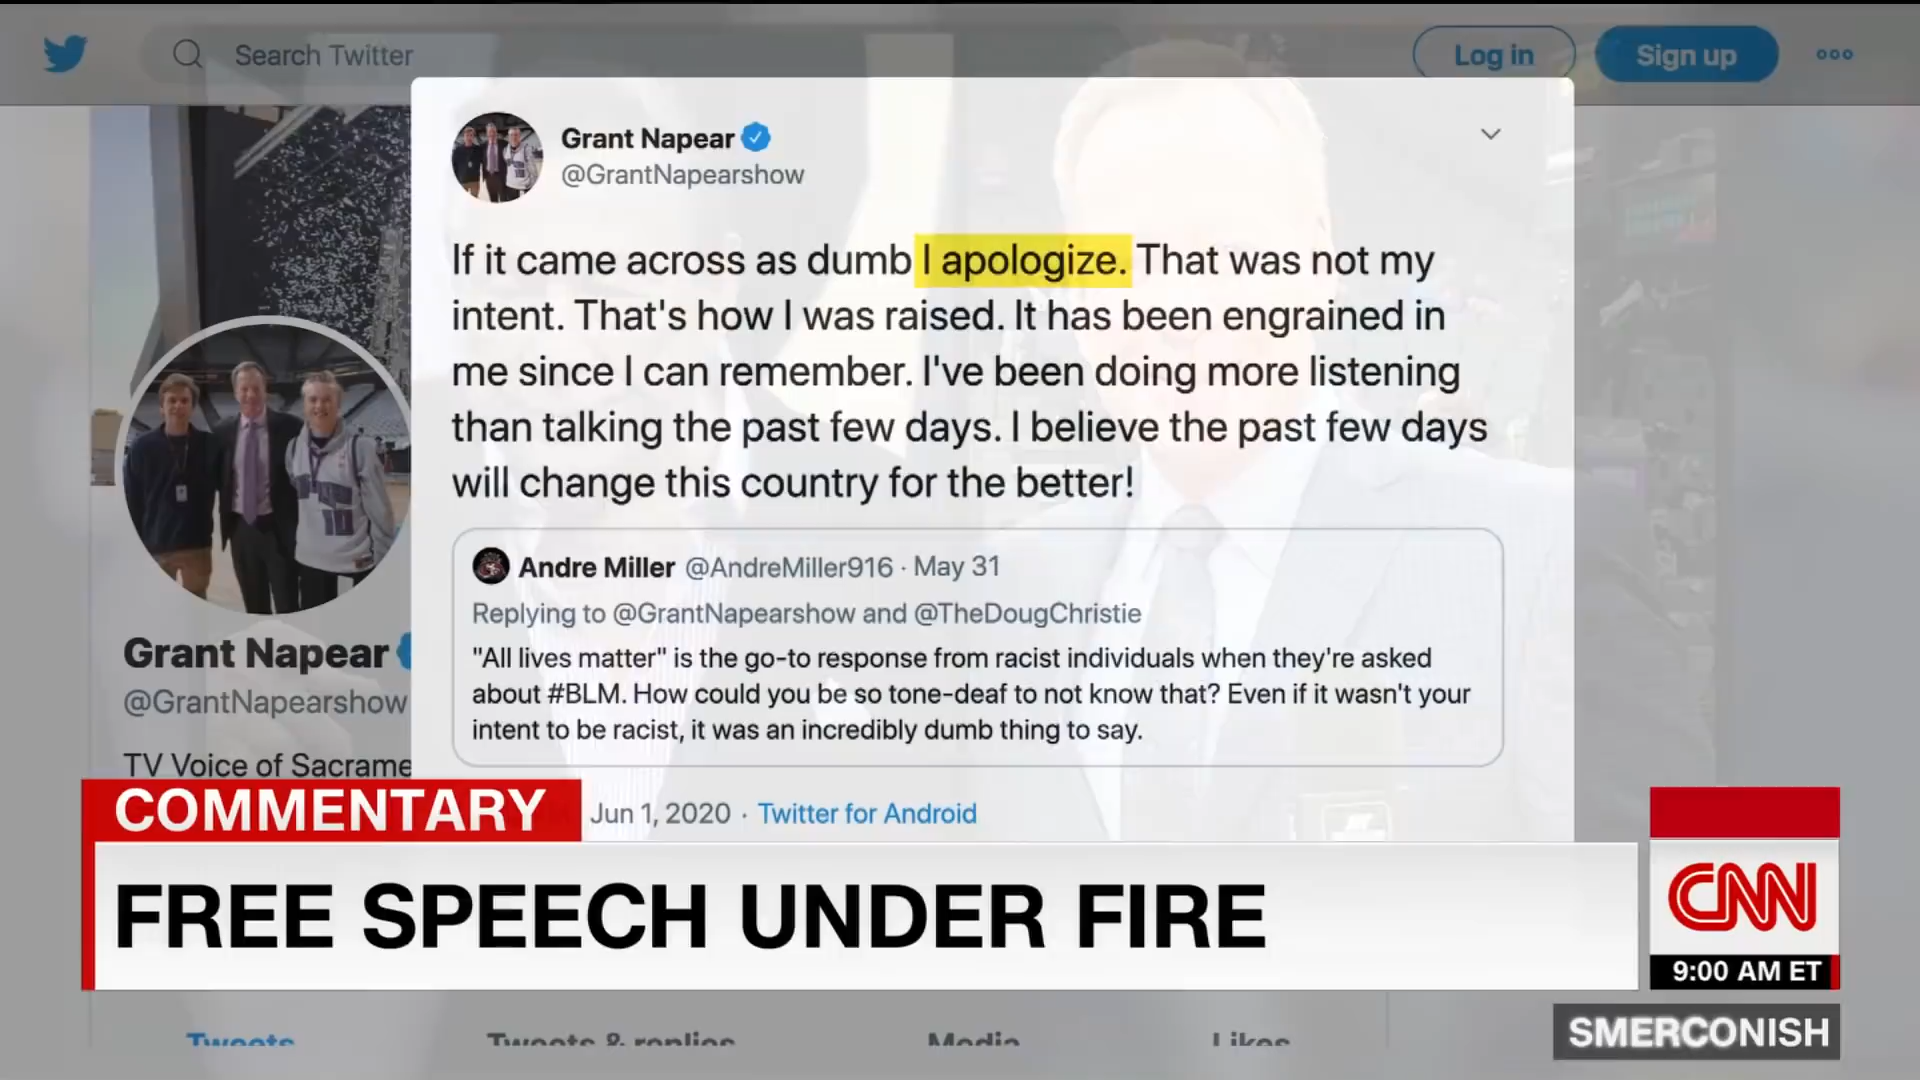 Search Twitter
Log in
Sign up
Grant Napear
@GrantNapearshow
If it came across as dumb I apologize. That was not my
intent. That's how I was raised. It has been engrained in
me since I can remember. I've been doing more listening
than talking the past few days. I believe the past few days
will change this country for the better!
Andre Miller @AndreMiller916 · May 31
Replying to @GrantNapearshow and @TheDougChristie
"All lives matter" is the go-to response from racist individuals when they're asked
about #BLM. How could you be so tone-deaf to not know that? Even if it wasn't your
intent to be racist, it was an incredibly dumb thing to say.
Jun 1, 2020 · Twitter for Android
Grant Napear
@GrantNapearshow
TV Voice of Sacrame
COMMENTARY
FREE SPEECH UNDER FIRE
CNN
9:00 AM ET
SMERCONISH
Tweets
Tweets & replies
Media
Likes